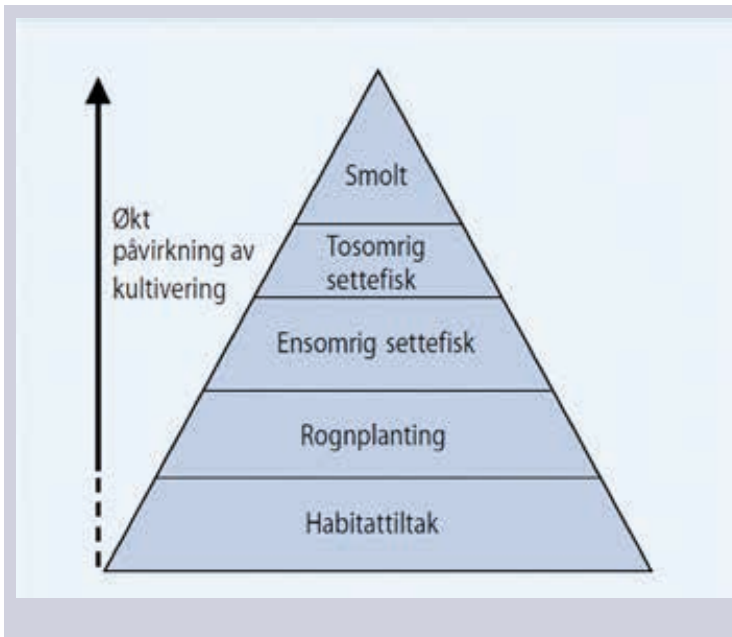 Økt
påvirkning av
kultivering
Smolt
Tosomrig
settefisk
Ensomrig settefisk
Rognplanting
Habitattiltak